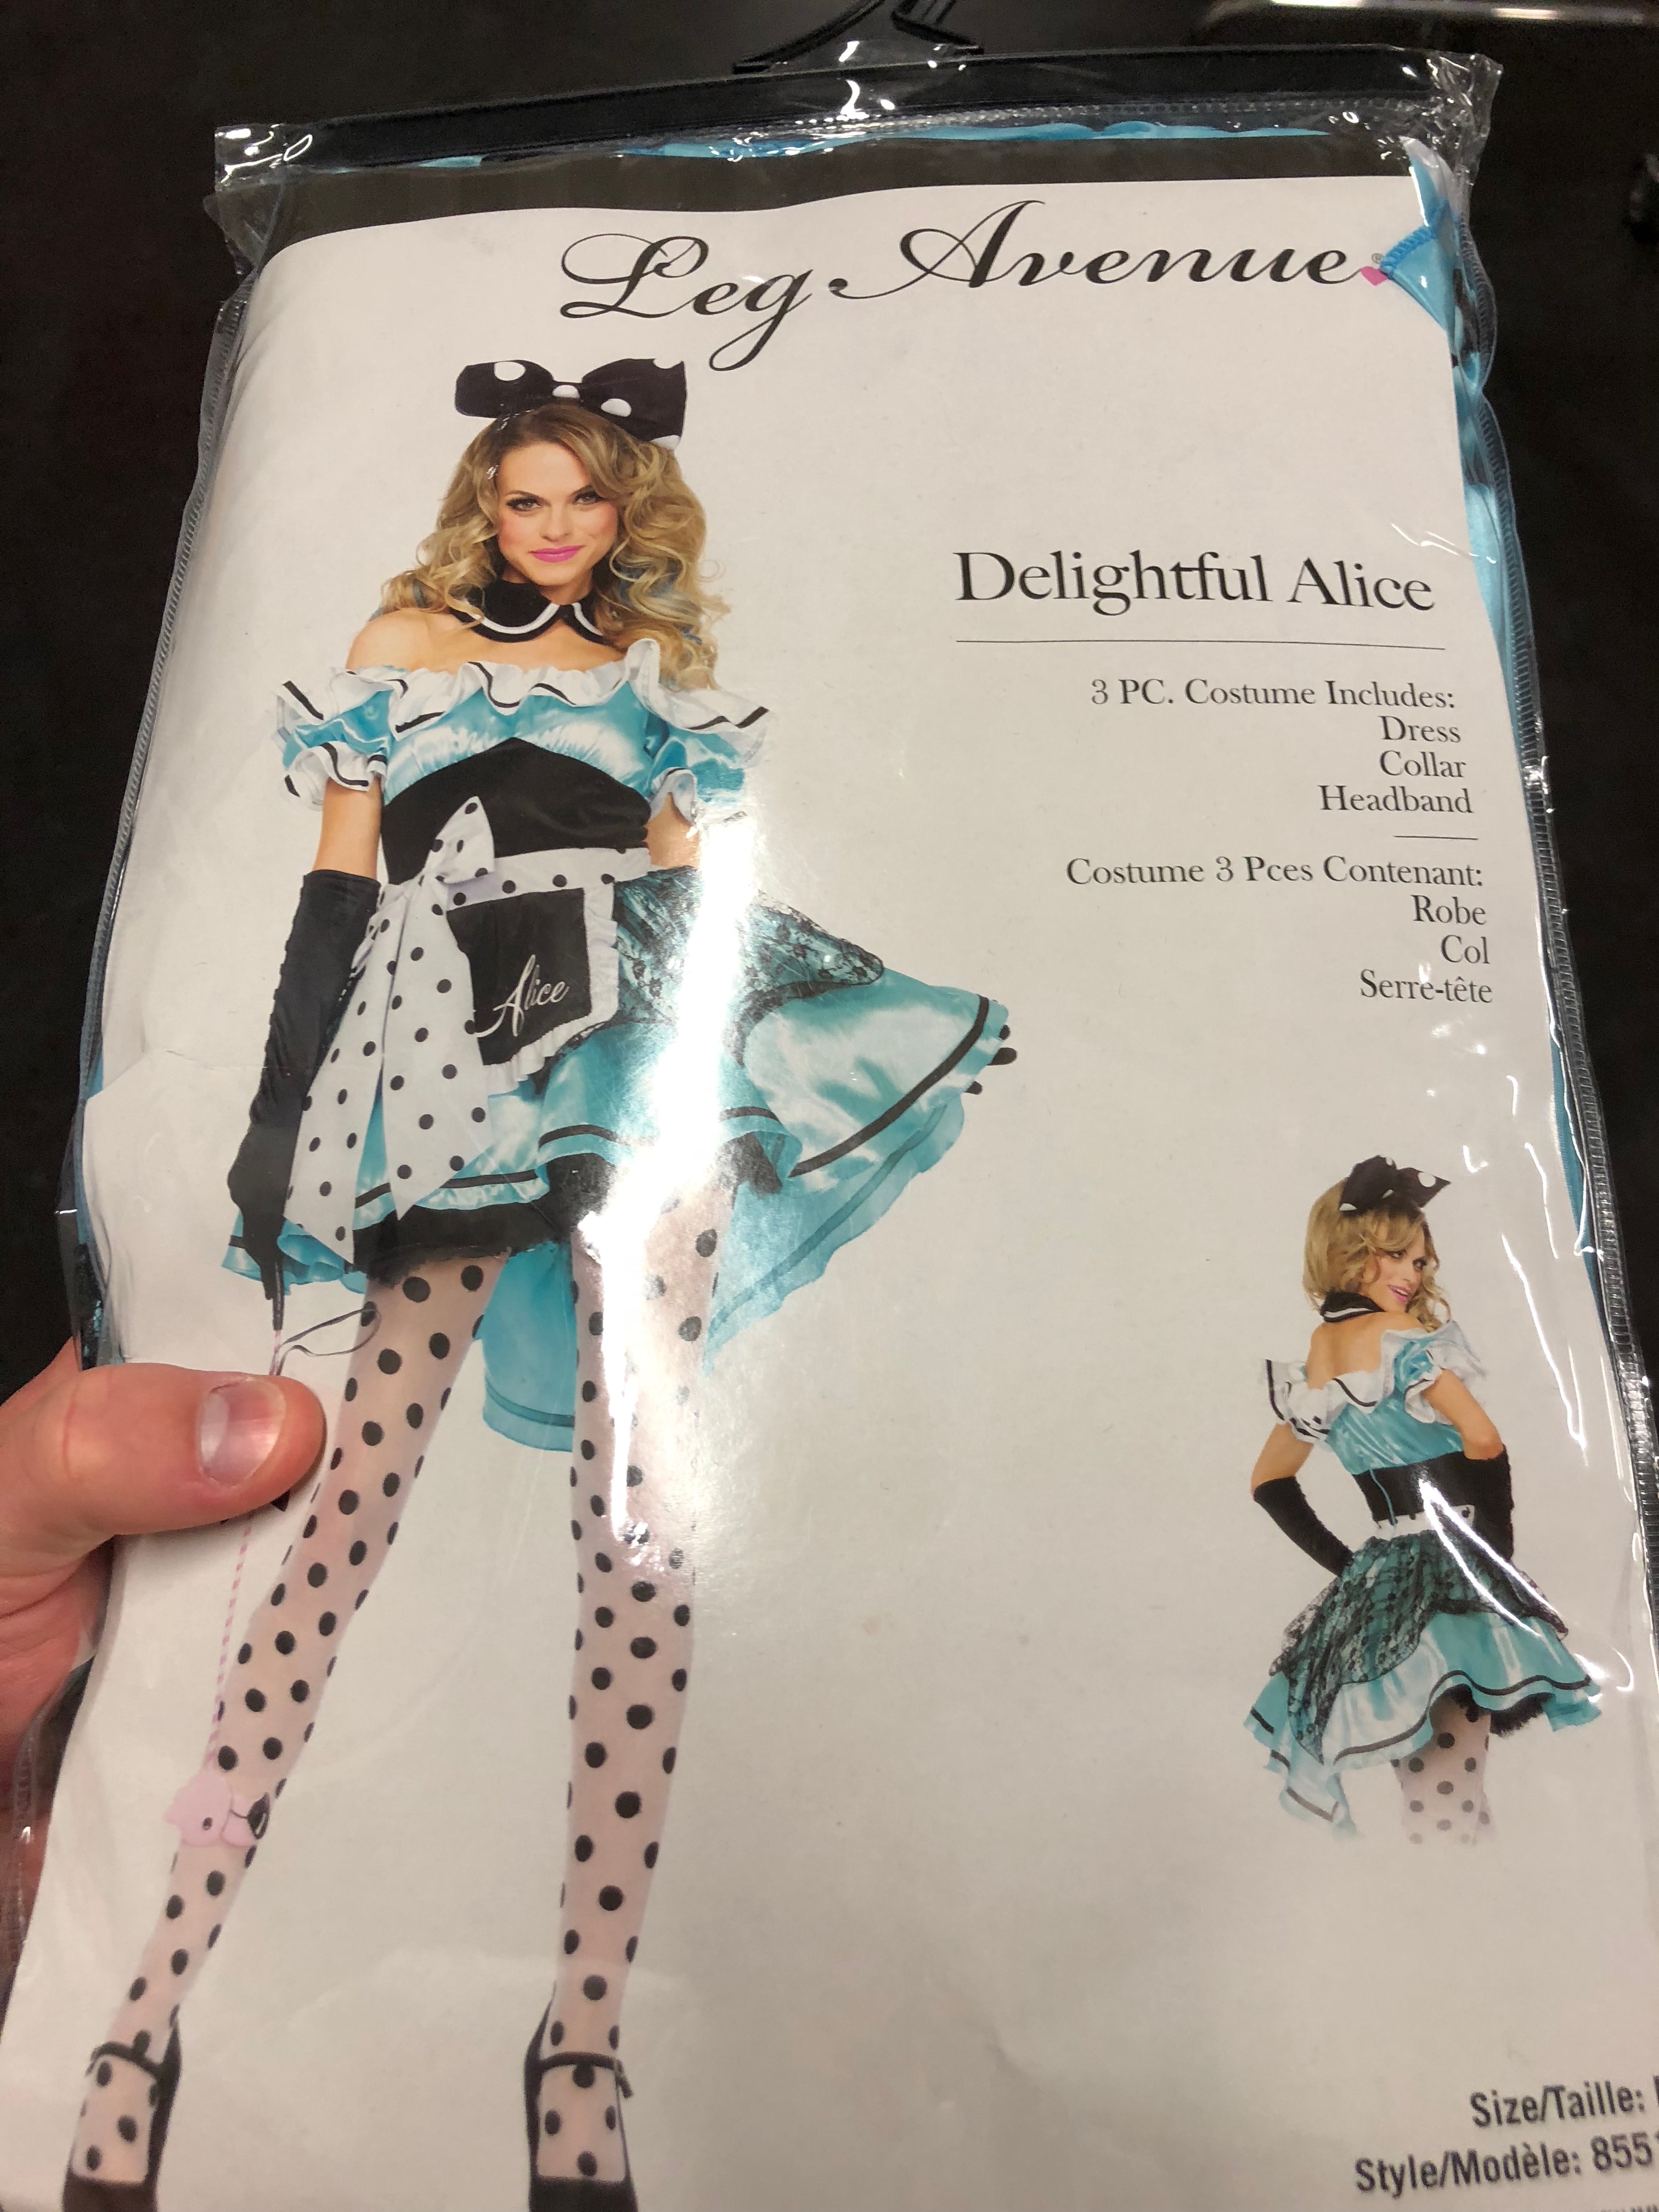 Leg Avenue®
Delightful Alice
3 PC. Costume Includes:
Dress
Collar
Headband
Costume 3 Pces Contenant:
Robe
Col
Serre-tête
Alice
Size/Taille:
Style/Modèle: 855